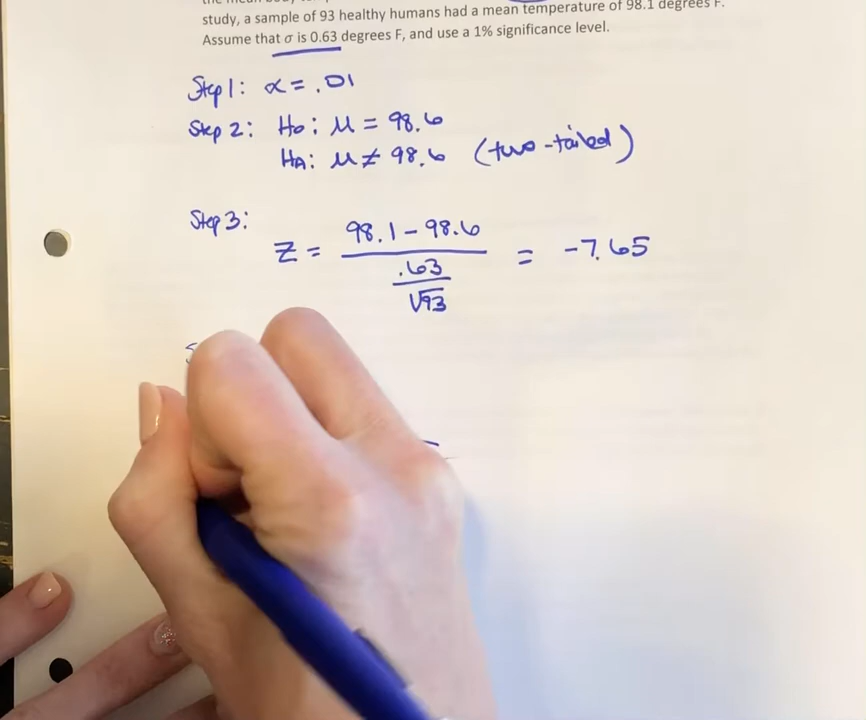 study, a sample of 93 healthy humans had a mean temperature of 98.1 degrees F.
Assume that σ is 0.63 degrees F, and use a 1% significance level.
Step 1: α = .01
Step 2: Ho: μ = 98.6
HA: μ ≠ 98.6 (two-tailed)
Step 3:
Z = (98.1 - 98.6) / (.63 / √93) = -7.65